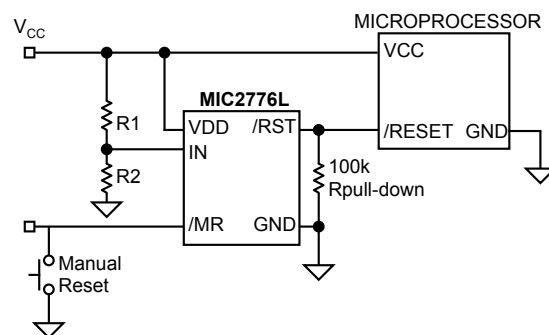 MICROPROCESSOR
VCC
VCC
MIC2776L
R1
VDD
/RST
/RESET
GND
IN
R2
100k
Rpull-down
/MR
GND
Manual
Reset